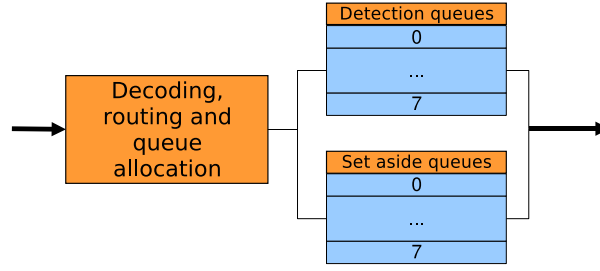 Decoding,
routing and
queue
allocation
Detection queues
0
...
7
Set aside queues
0
...
7